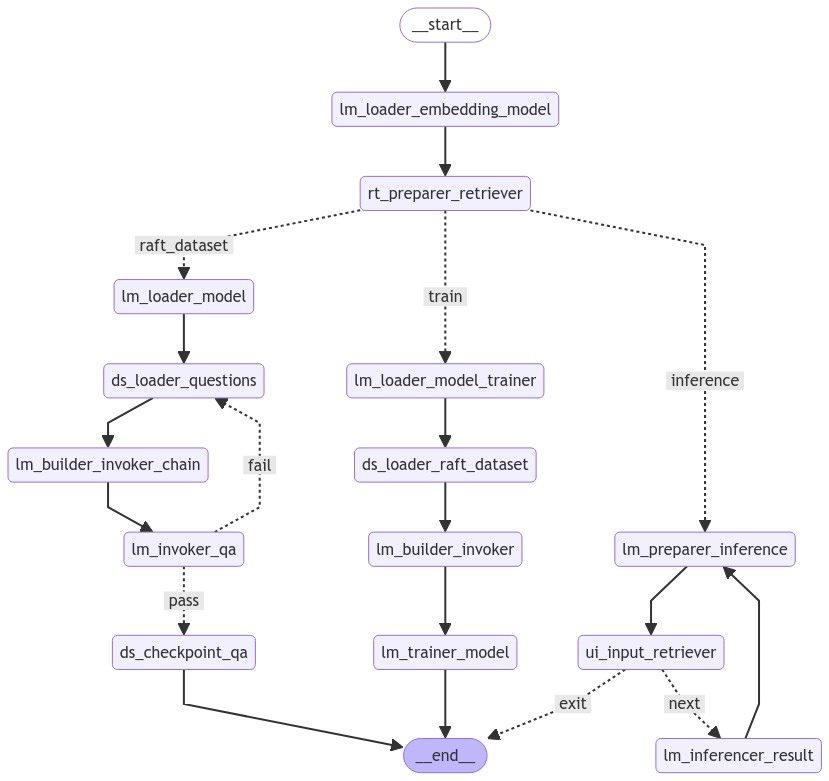 __start__
lm_loader_embedding_model
rt_preparer_retriever
raft_dataset
lm_loader_model
train
ds_loader_questions
lm_loader_model_trainer
inference
lm_builder_invoker_chain
fail
ds_loader_raft_dataset
lm_invoker_qa
lm_builder_invoker
lm_preparer_inference
pass
ds_checkpoint_qa
lm_trainer_model
ui_input_retriever
exit
next
__end__
lm_inferencer_result